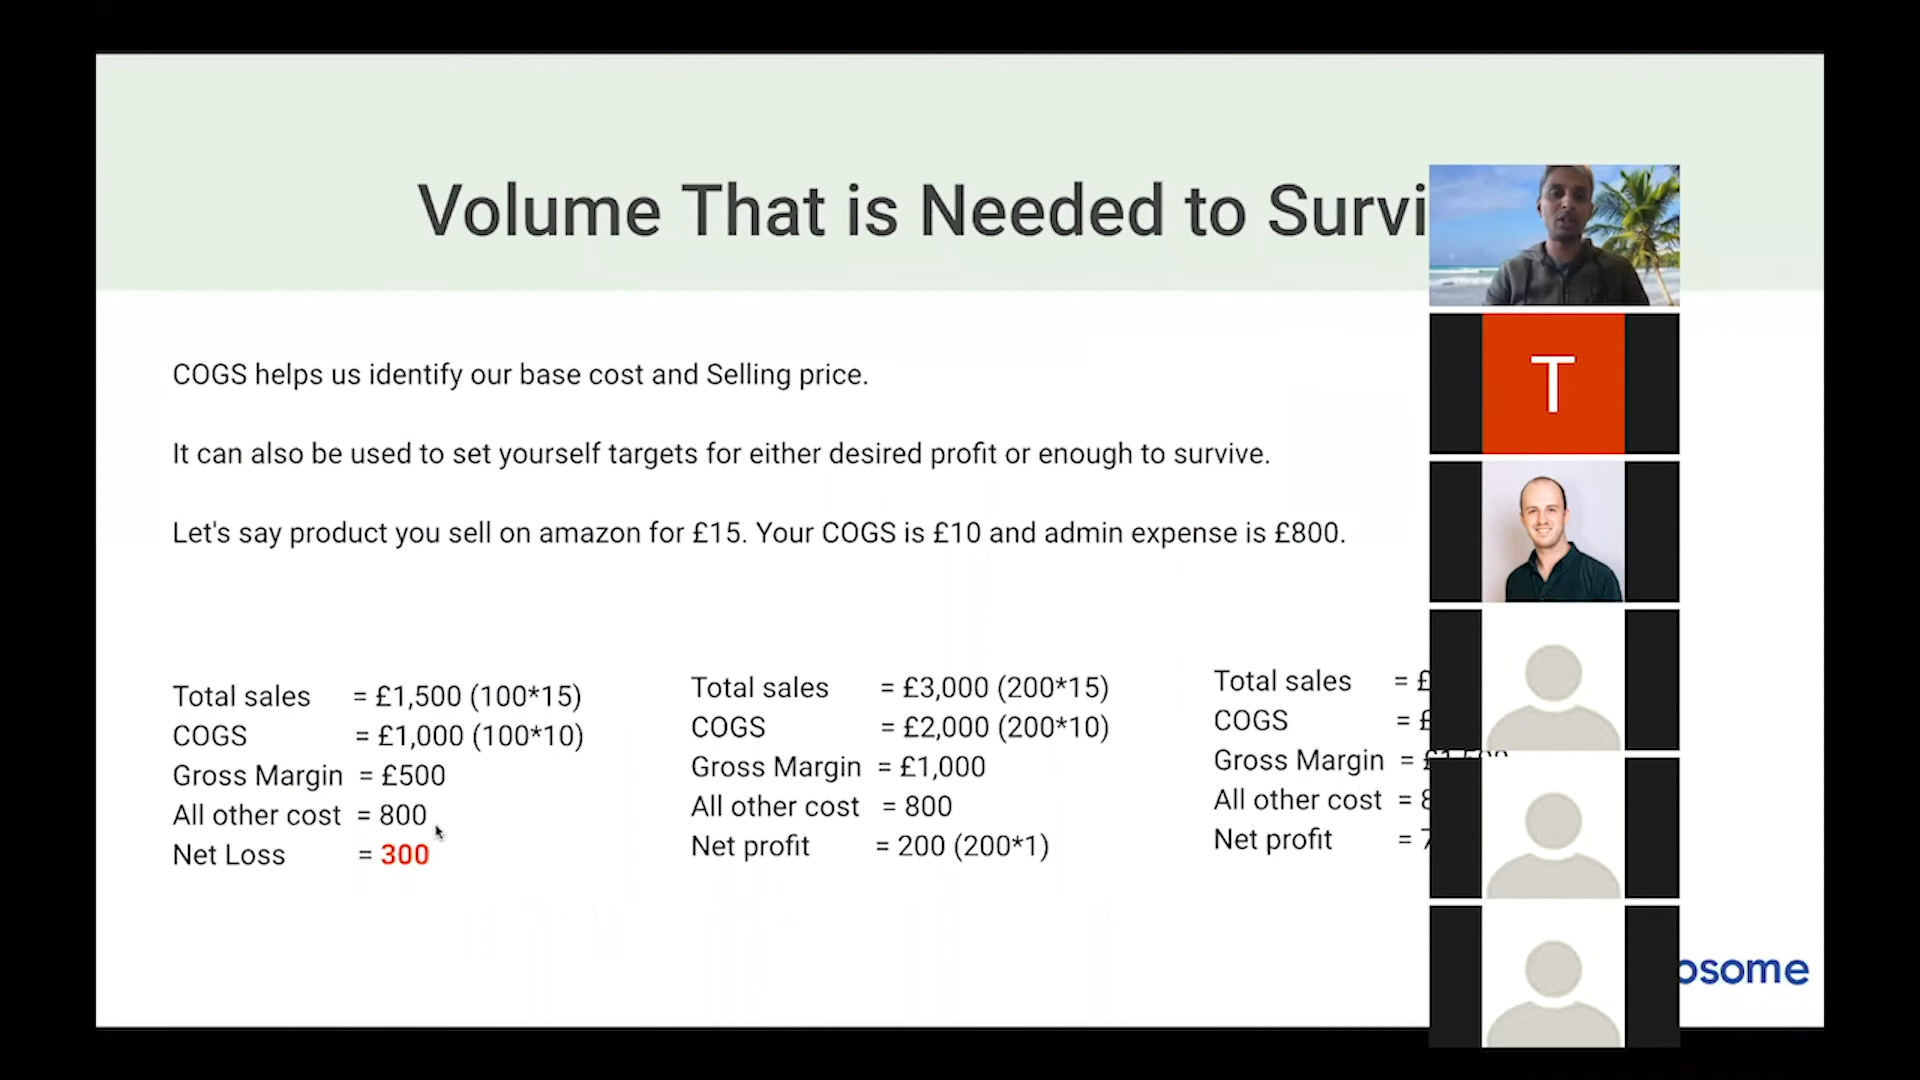 Volume That is Needed to Survi
COGS helps us identify our base cost and Selling price.
It can also be used to set yourself targets for either desired profit or enough to survive.
Let's say product you sell on amazon for £15. Your COGS is £10 and admin expense is £800.
Total sales = £1,500 (100*15)
COGS = £1,000 (100*10)
Gross Margin = £500
All other cost = 800
Net Loss = 300
Total sales = £3,000 (200*15)
COGS = £2,000 (200*10)
Gross Margin = £1,000
All other cost = 800
Net profit = 200 (200*1)
Total sales = £
COGS = £
Gross Margin =
All other cost =
Net profit =
T
osome